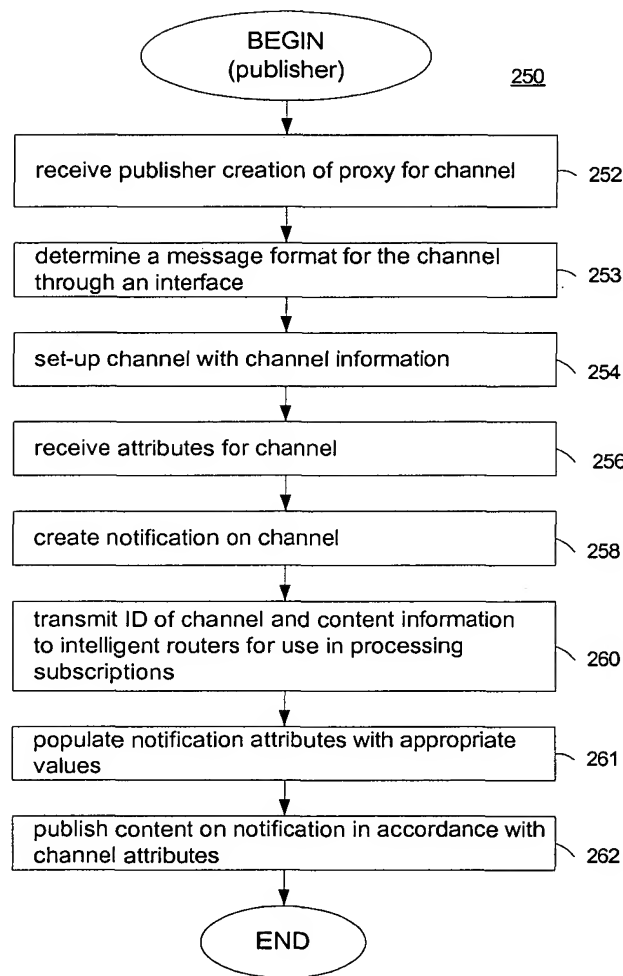 BEGIN
(publisher)
250
receive publisher creation of proxy for channel
252
determine a message format for the channel
through an interface
253
set-up channel with channel information
254
receive attributes for channel
256
create notification on channel
258
transmit ID of channel and content information
to intelligent routers for use in processing
subscriptions
260
populate notification attributes with appropriate
values
261
publish content on notification in accordance with
channel attributes
262
END